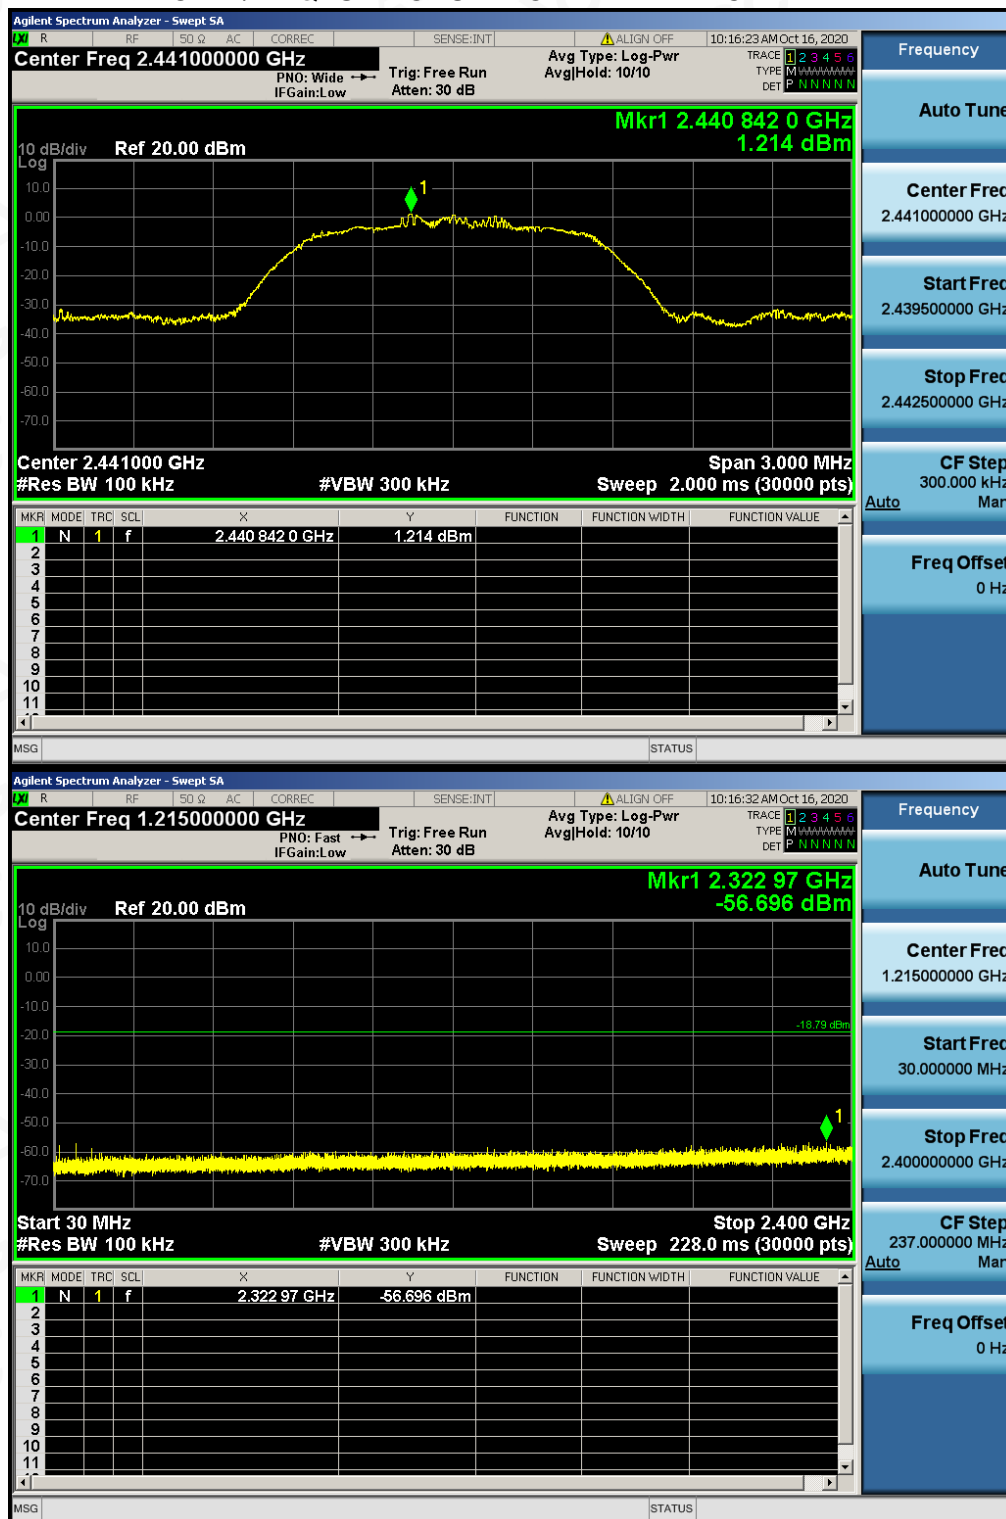 Agilent Spectrum Analyzer - Swept SA
LXI R RF 50 Ω AC CORREC SENSE:INT ALIGN OFF 10:16:23 AM Oct 16, 2020
Center Freq 2.441000000 GHz
PNO: Wide
IFGain:Low
Trig: Free Run
Atten: 30 dB
Avg Type: Log-Pwr
Avg|Hold: 10/10
TRACE 1 2 3 4 5 6
TYPE M
DET P N N N N N
Mkr1 2.440 842 0 GHz
1.214 dBm
10 dB/div Ref 20.00 dBm
Log
10.0
0.00
-10.0
-20.0
-30.0
-40.0
-50.0
-60.0
-70.0
1
Center 2.441000 GHz Span 3.000 MHz
#Res BW 100 kHz #VBW 300 kHz Sweep 2.000 ms (30000 pts)
MKR MODE TRC SCL X Y FUNCTION FUNCTION WIDTH FUNCTION VALUE
1 N 1 f 2.440 842 0 GHz 1.214 dBm
2
3
4
5
6
7
8
9
10
11
MSG STATUS
Frequency
Auto Tune
Center Freq
2.441000000 GHz
Start Freq
2.439500000 GHz
Stop Freq
2.442500000 GHz
CF Step
300.000 kHz
Auto Man
Freq Offset
0 Hz
Agilent Spectrum Analyzer - Swept SA
LXI R RF 50 Ω AC CORREC SENSE:INT ALIGN OFF 10:16:32 AM Oct 16, 2020
Center Freq 1.215000000 GHz
PNO: Fast
IFGain:Low
Trig: Free Run
Atten: 30 dB
Avg Type: Log-Pwr
Avg|Hold: 10/10
TRACE 1 2 3 4 5 6
TYPE M
DET P N N N N N
Mkr1 2.322 97 GHz
-56.696 dBm
10 dB/div Ref 20.00 dBm
Log
10.0
0.00
-10.0
-20.0
-30.0
-40.0
-50.0
-60.0
-70.0
-18.79 dBm
1
Start 30 MHz Stop 2.400 GHz
#Res BW 100 kHz #VBW 300 kHz Sweep 228.0 ms (30000 pts)
MKR MODE TRC SCL X Y FUNCTION FUNCTION WIDTH FUNCTION VALUE
1 N 1 f 2.322 97 GHz -56.696 dBm
2
3
4
5
6
7
8
9
10
11
MSG STATUS
Frequency
Auto Tune
Center Freq
1.215000000 GHz
Start Freq
30.000000 MHz
Stop Freq
2.400000000 GHz
CF Step
237.000000 MHz
Auto Man
Freq Offset
0 Hz